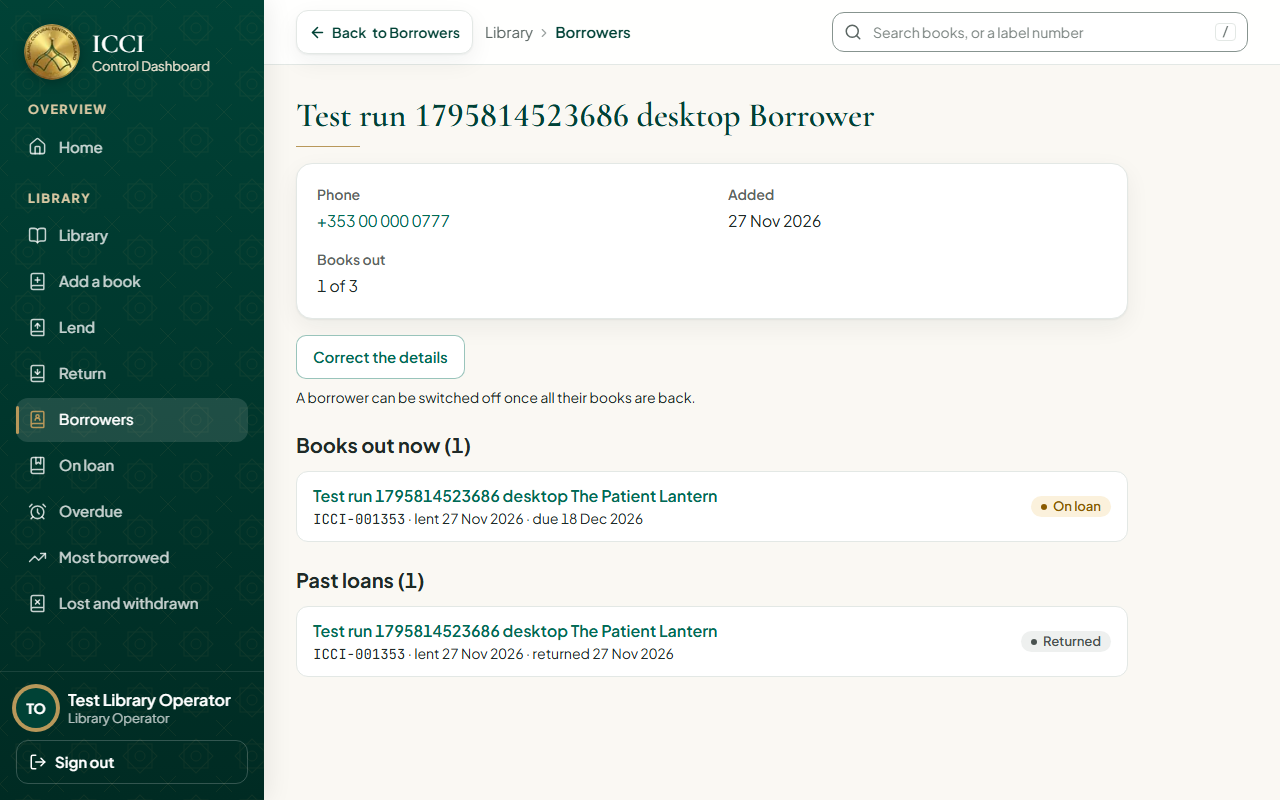 ICCI
Control Dashboard
OVERVIEW
Home
LIBRARY
Library
Add a book
Lend
Return
Borrowers
On loan
Overdue
Most borrowed
Lost and withdrawn
TO
Test Library Operator
Library Operator
Sign out
Back to Borrowers
Library
Borrowers
Search books, or a label number
/
Test run 1795814523686 desktop Borrower
Phone
+353 00 000 0777
Added
27 Nov 2026
Books out
1 of 3
Correct the details
A borrower can be switched off once all their books are back.
Books out now (1)
Test run 1795814523686 desktop The Patient Lantern
ICCI-001353 · lent 27 Nov 2026 · due 18 Dec 2026
On loan
Past loans (1)
Test run 1795814523686 desktop The Patient Lantern
ICCI-001353 · lent 27 Nov 2026 · returned 27 Nov 2026
Returned